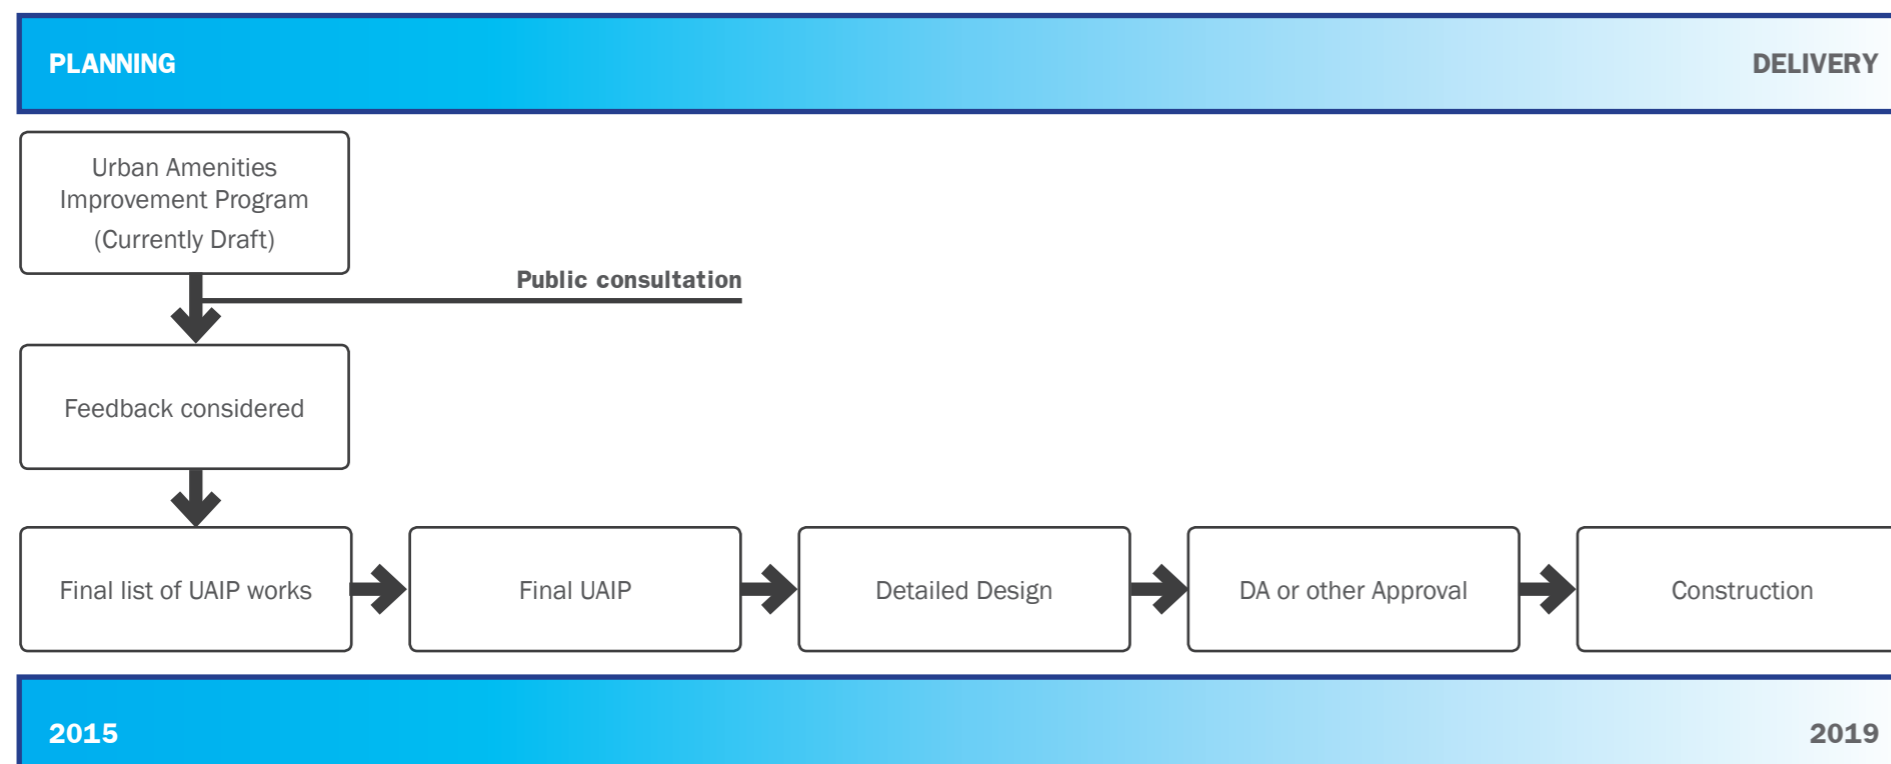 PLANNING
DELIVERY
Urban Amenities
Improvement Program
(Currently Draft)
Public consultation
Feedback considered
Final list of UAIP works
Final UAIP
Detailed Design
DA or other Approval
Construction
2015
2019